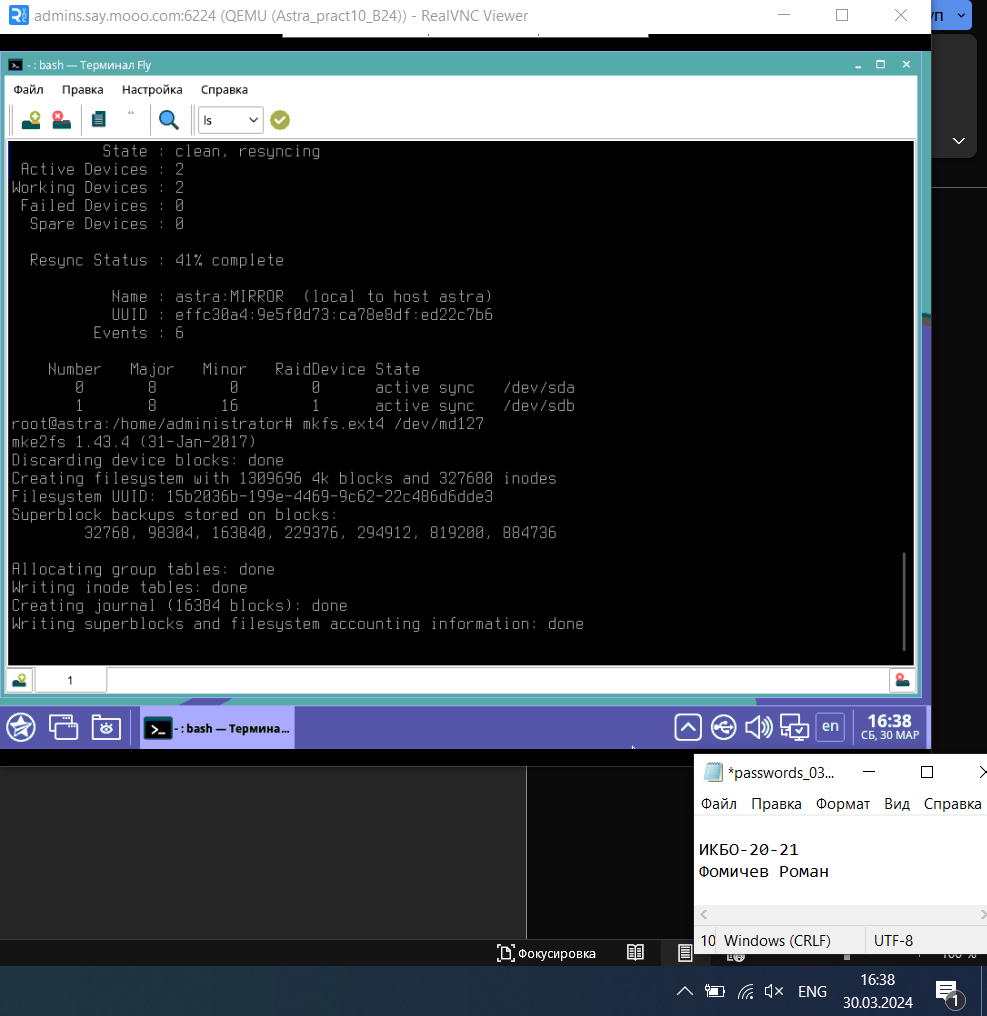 admins.say.mooo.com:6224 (QEMU (Astra_pract10_B24)) - RealVNC Viewer
- : bash — Терминал Fly
Файл Правка Настройка Справка
ls
State : clean, resyncing
Active Devices : 2
Working Devices : 2
Failed Devices : 0
Spare Devices : 0
Resync Status : 41% complete
Name : astra:MIRROR (local to host astra)
UUID : effc30a4:9e5f0d73:ca78e8df:ed22c7b6
Events : 6
Number Major Minor RaidDevice State
0 8 0 0 active sync /dev/sda
1 8 16 1 active sync /dev/sdb
root@astra:/home/administrator# mkfs.ext4 /dev/md127
mke2fs 1.43.4 (31-Jan-2017)
Discarding device blocks: done
Creating filesystem with 1309696 4k blocks and 327680 inodes
Filesystem UUID: 15b2036b-199e-4469-9c62-22c486d6dde3
Superblock backups stored on blocks:
32768, 98304, 163840, 229376, 294912, 819200, 884736
Allocating group tables: done
Writing inode tables: done
Creating journal (16384 blocks): done
Writing superblocks and filesystem accounting information: done
1
- : bash — Термина...
en
16:38
СБ, 30 МАР
*passwords_03...
Файл Правка Формат Вид Справка
ИКБО-20-21
Фомичев Роман
10 Windows (CRLF) UTF-8
Фокусировка
100 %
ENG
16:38
30.03.2024
1